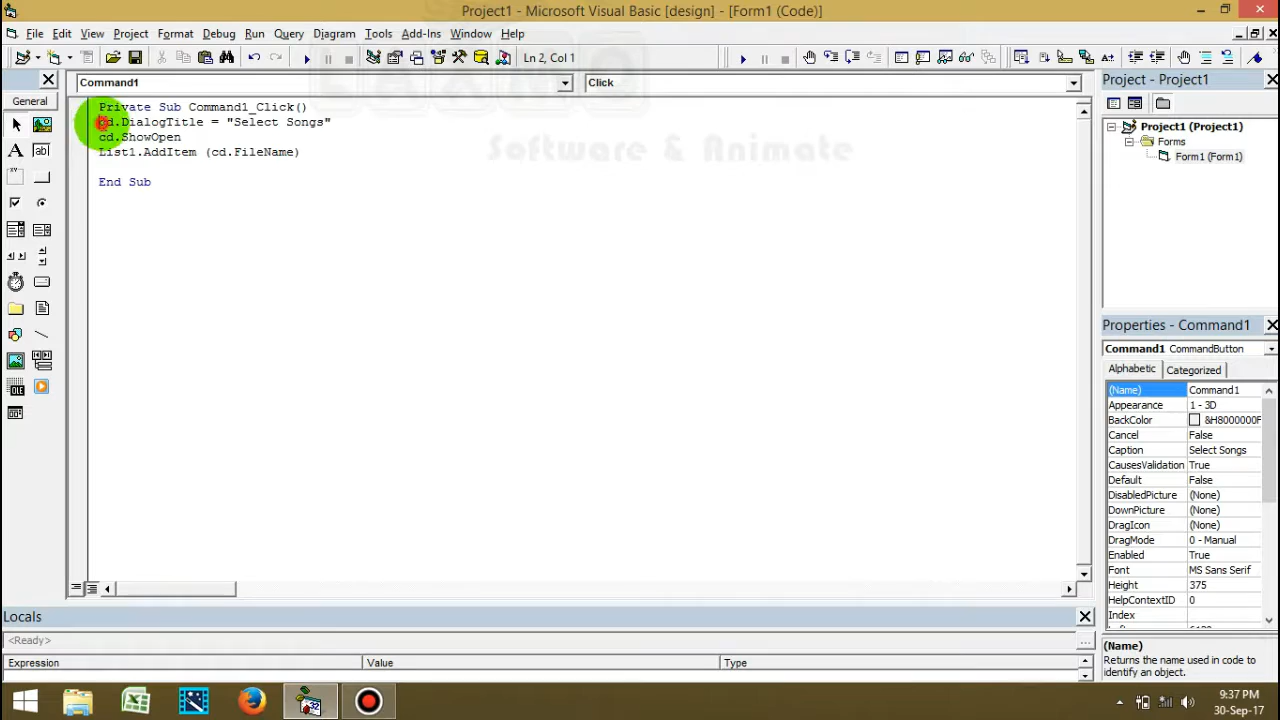 Project1 - Microsoft Visual Basic [design] - [Form1 (Code)]
File Edit View Project Format Debug Run Query Diagram Tools Add-Ins Window Help
Ln 2, Col 1
General
Command1
Click
Private Sub Command1_Click()
cd.DialogTitle = "Select Songs"
cd.ShowOpen
List1.AddItem (cd.FileName)
End Sub
Software & Animate
Project - Project1
Project1 (Project1)
Forms
Form1 (Form1)
Properties - Command1
Command1 CommandButton
Alphabetic Categorized
(Name) Command1
Appearance 1 - 3D
BackColor &H8000000F
Cancel False
Caption Select Songs
CausesValidation True
Default False
DisabledPicture (None)
DownPicture (None)
DragIcon (None)
DragMode 0 - Manual
Enabled True
Font MS Sans Serif
Height 375
HelpContextID 0
Index
(Name)
Returns the name used in code to
identify an object.
Locals
<Ready>
Expression Value Type
9:37 PM
30-Sep-17